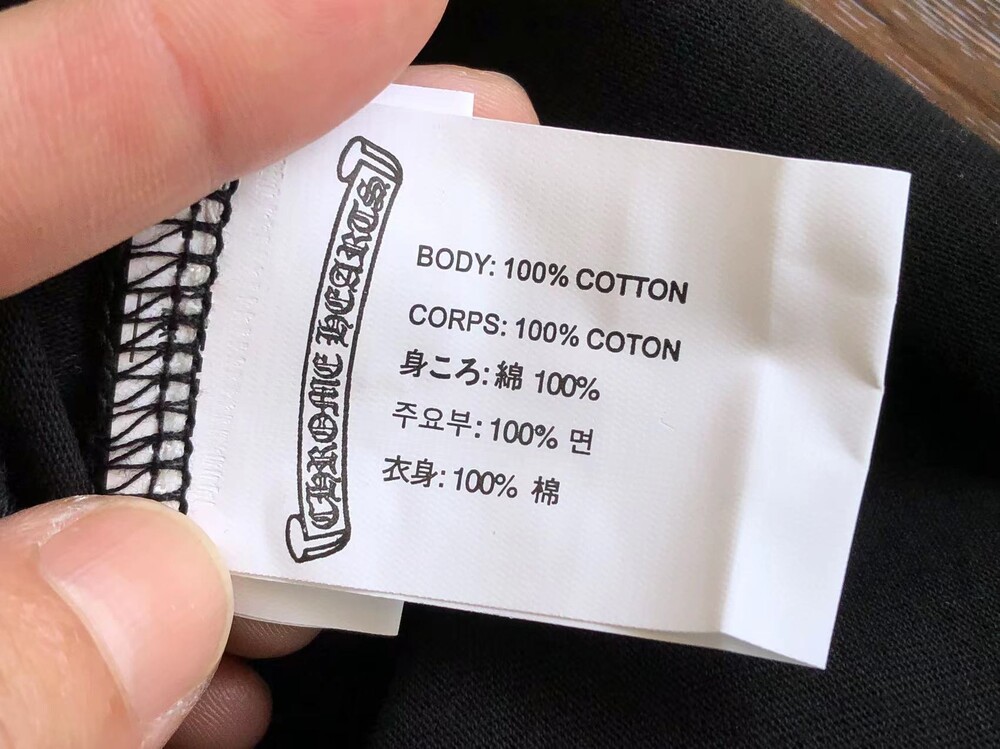 CHROME HEARTS
BODY: 100% COTTON
CORPS: 100% COTON
身ころ: 綿 100%
주요부: 100% 면
衣身: 100% 棉